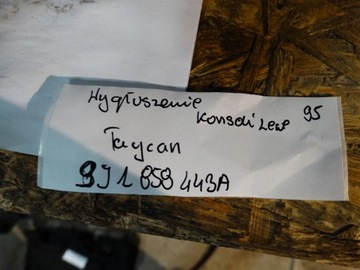 Wygłuszenie
Konsoli Lewe 95
Taycan
9J1 858 443A